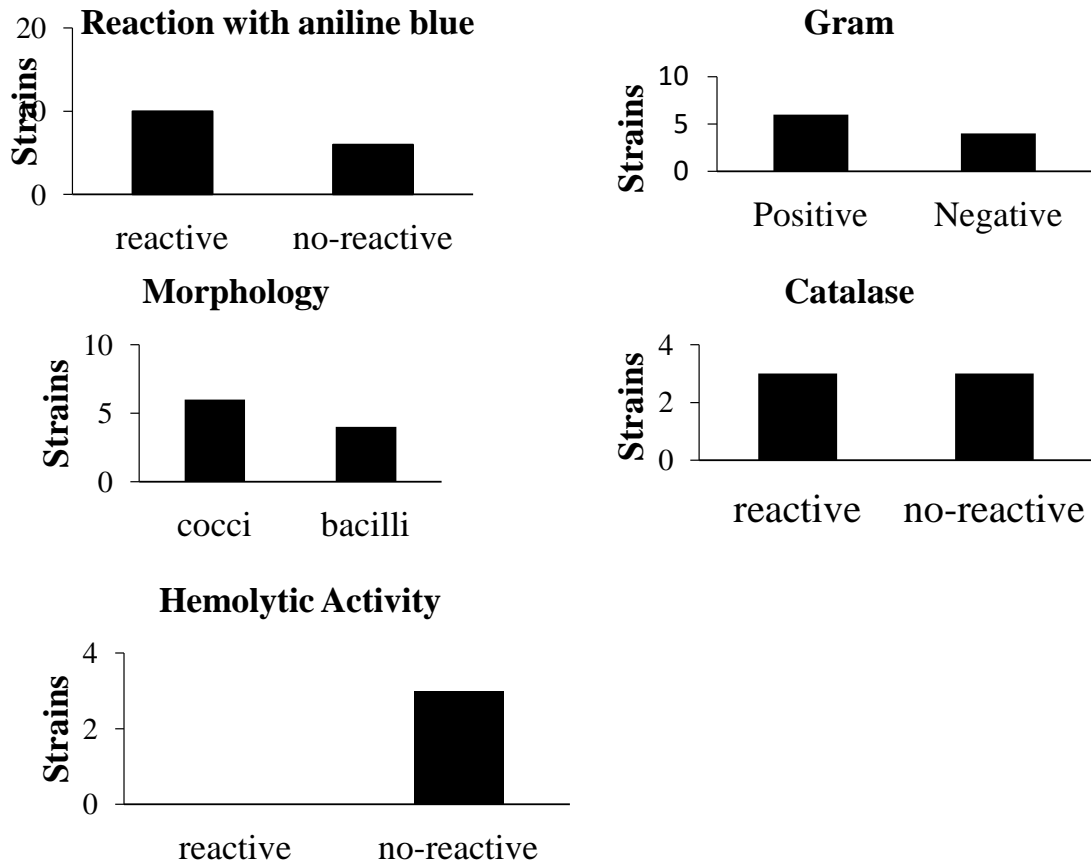 Reaction with aniline blue
20
10
0
Strains
reactive no-reactive
Gram
10
5
0
Strains
Positive Negative
Morphology
10
5
0
Strains
cocci bacilli
Catalase
4
2
0
Strains
reactive no-reactive
Hemolytic Activity
4
2
0
Strains
reactive no-reactive